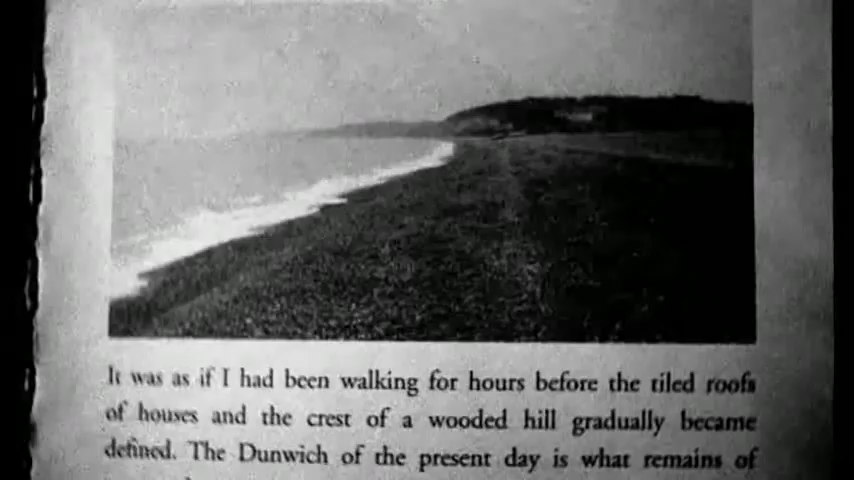 It was as if I had been walking for hours before the tiled roofs
of houses and the crest of a wooded hill gradually became
defined. The Dunwich of the present day is what remains of